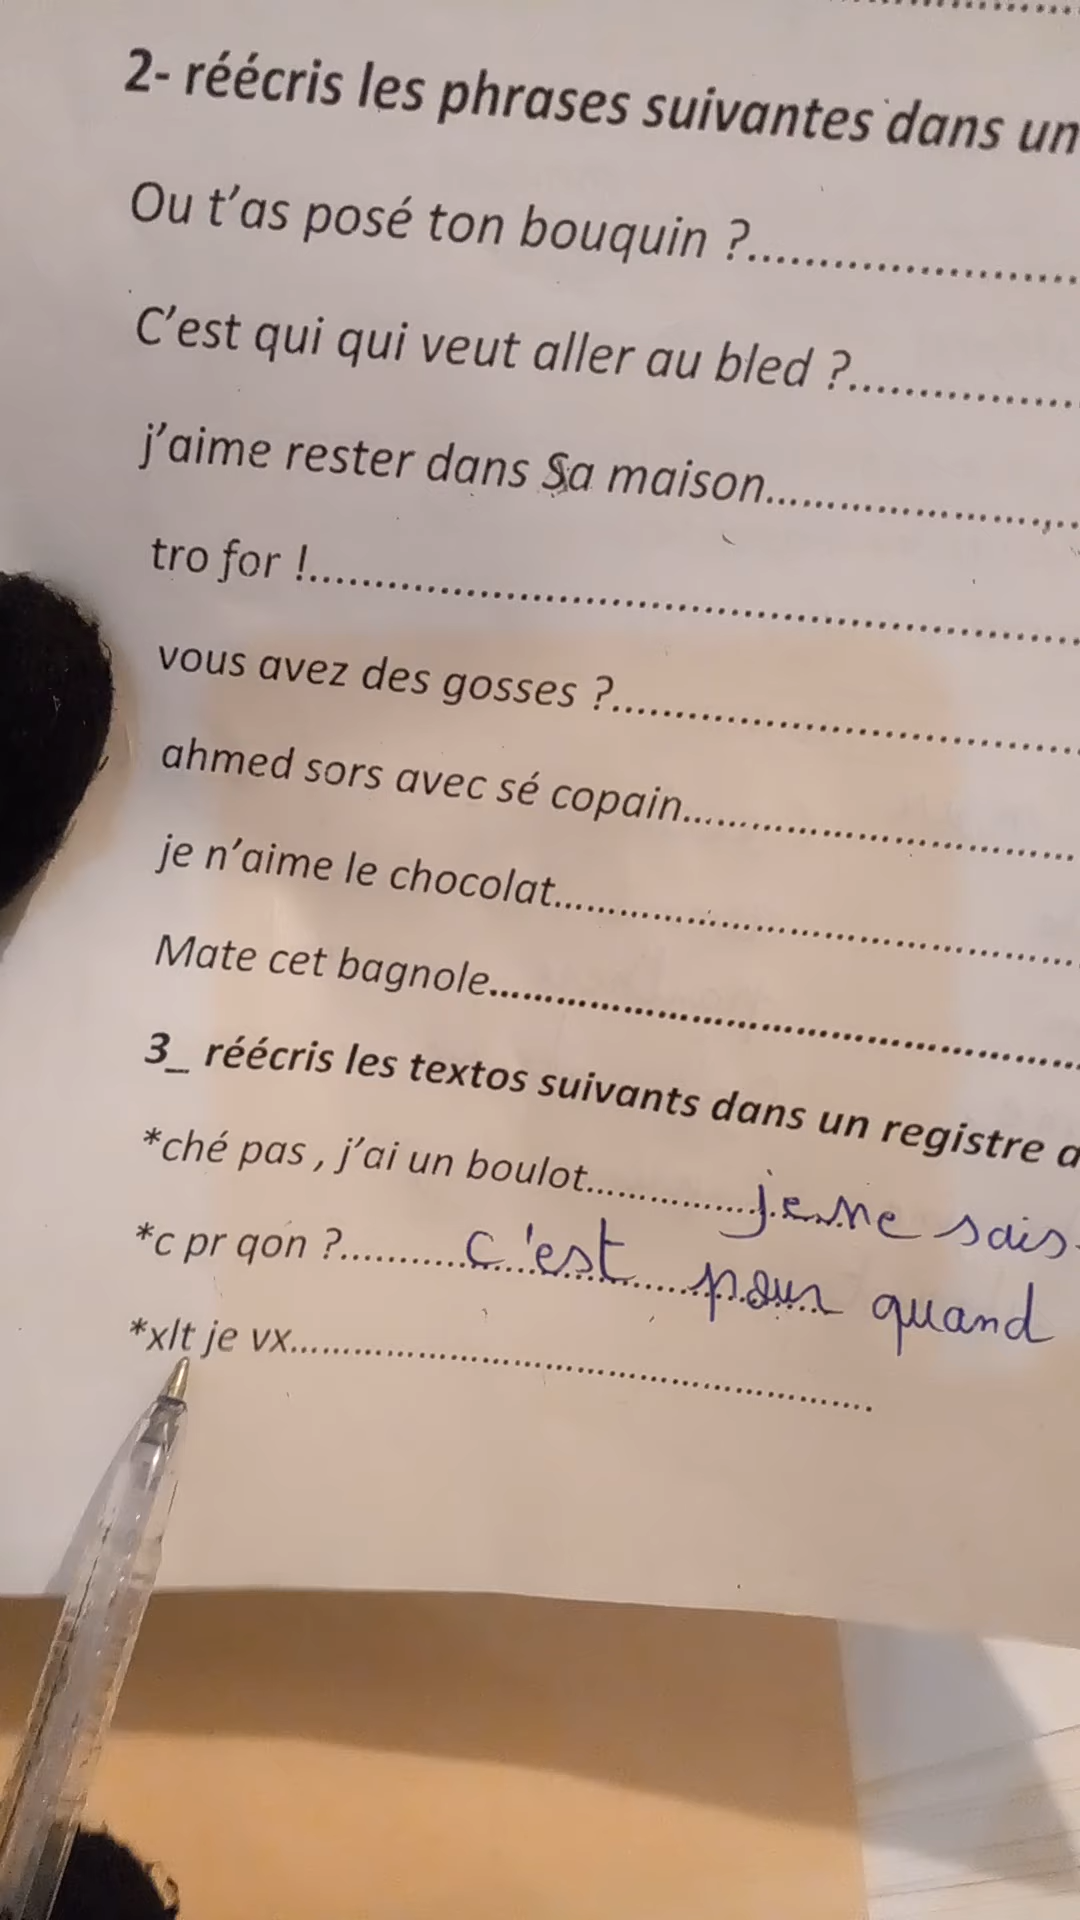 2- réécris les phrases suivantes dans un
Ou t'as posé ton bouquin ?....................
C'est qui qui veut aller au bled ?...............
j'aime rester dans Sa maison....................
tro for !..................................................
vous avez des gosses ?..............................
ahmed sors avec sé copain..........................
je n'aime le chocolat..................................
Mate cet bagnole.......................................
3_ réécris les textos suivants dans un registre
*ché pas , j'ai un boulot............... je ne sais
*c pr qon ?.......... c'est pour quand
*xlt je vx..................................................